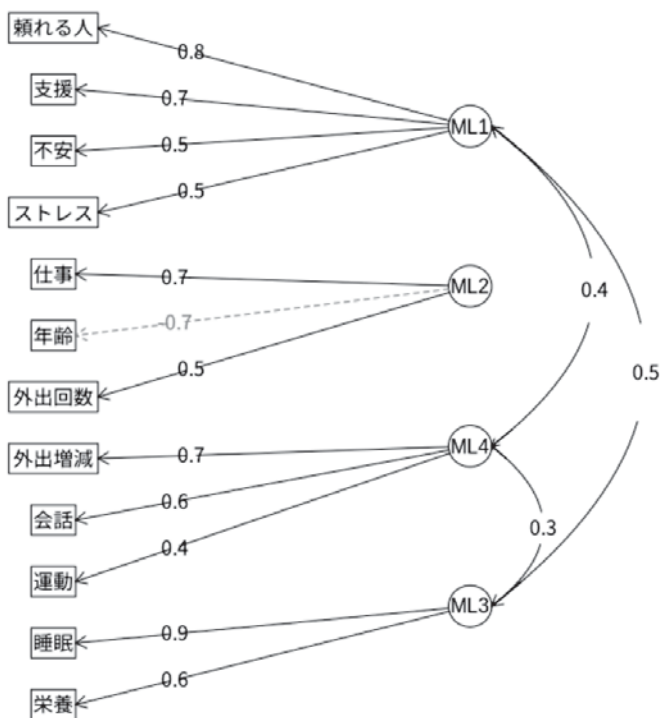 頼れる人
0.8
支援
0.7
ML1
不安
0.5
ストレス
0.5
仕事
0.7
ML2
0.4
年齢
-0.7
外出回数
0.5
0.5
外出増減
0.7
ML4
会話
0.6
0.3
運動
0.4
ML3
睡眠
0.9
栄養
0.6